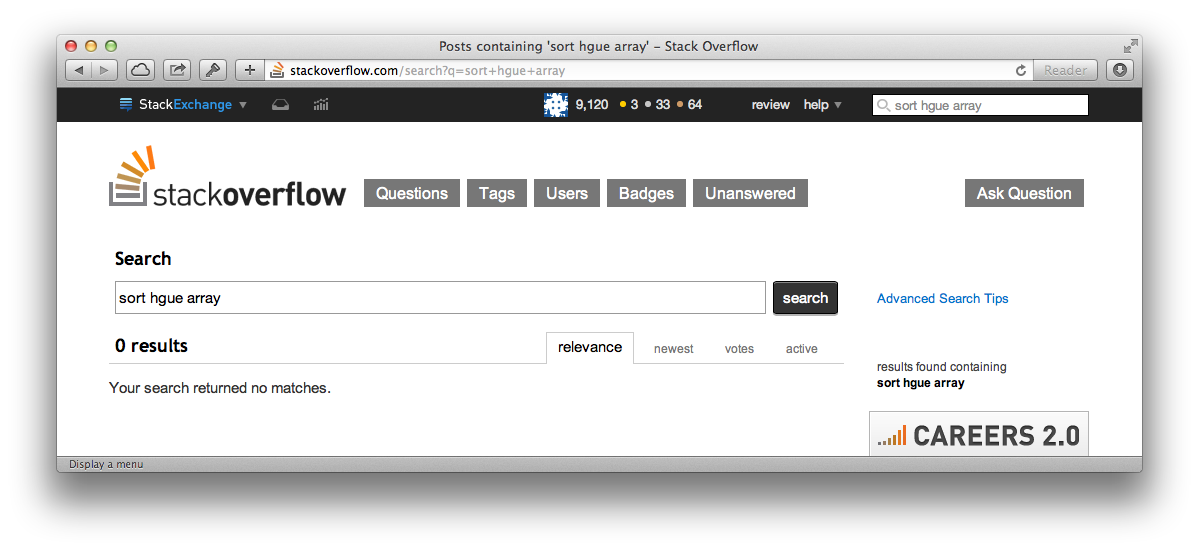 Posts containing 'sort hgue array' – Stack Overflow
stackoverflow.com/search?q=sort+hgue+array
Reader
StackExchange
9,120 3 33 64
review help
sort hgue array
stackoverflow
Questions Tags Users Badges Unanswered
Ask Question
Search
sort hgue array
search
Advanced Search Tips
0 results
relevance newest votes active
results found containing
sort hgue array
Your search returned no matches.
CAREERS 2.0
Display a menu